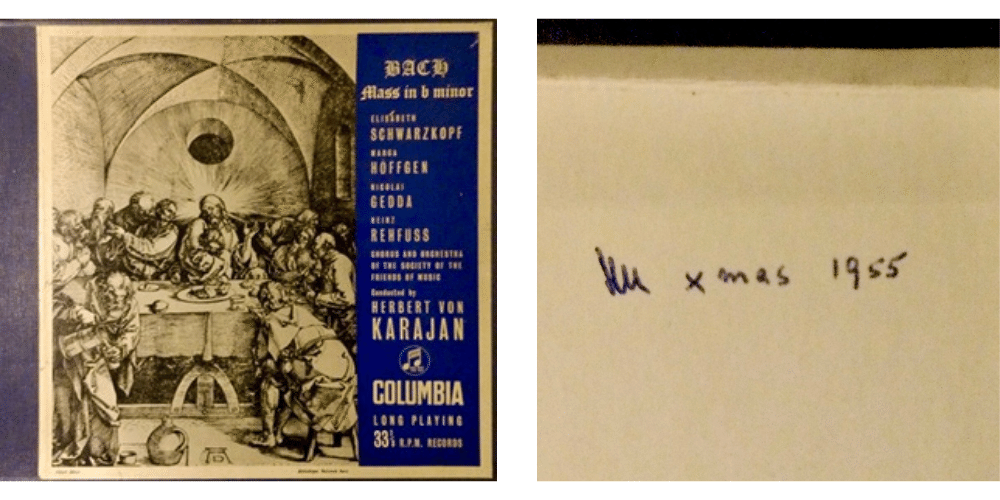 BACH
Mass in b minor
ELISABETH
SCHWARZKOPF
MARGA
HÖFFGEN
NICOLAI
GEDDA
HEINZ
REHFUSS
CHORUS AND ORCHESTRA
OF THE SOCIETY OF THE
FRIENDS OF MUSIC
Conducted by
HERBERT VON
KARAJAN
COLUMBIA
LONG PLAYING
33⅓ R.P.M. RECORDS
xmas 1955